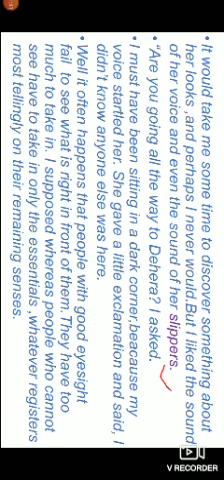 • It would take me some time to discover something about
her looks ,and perhaps I never would.But I liked the sound
of her voice and even the sound of her slippers.
• "Are you going all the way to Dehera? I asked.
• I must have been sitting in a dark corner,beacause my
voice startled her. She gave a little exclamation and said, I
didn't know anyone else was here.
• Well it often happens that people with good eyesight
fail to see what is right in front of them.They have too
much to take in. I supposed whereas people who cannot
see have to take in only the essentials ,whatever registers
most tellingly on their remaining senses.
V RECORDER